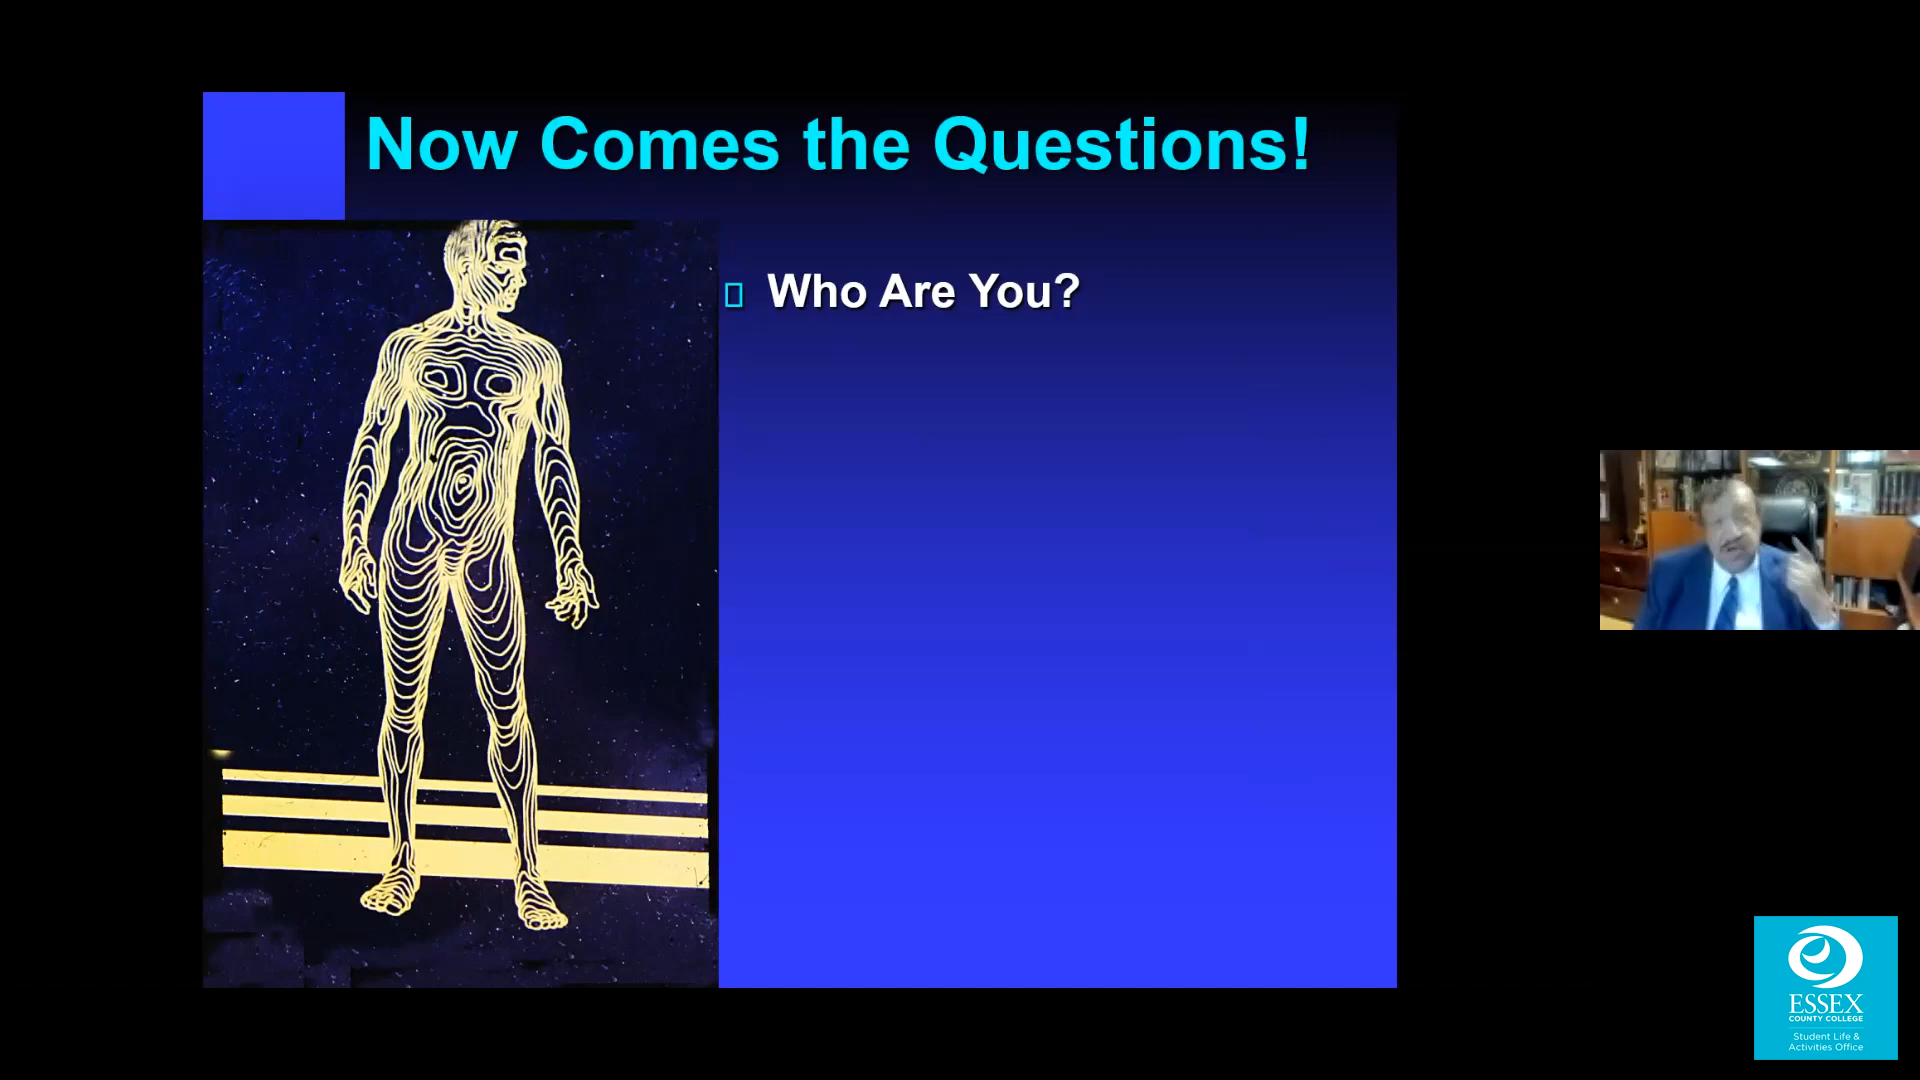 Now Comes the Questions!
Who Are You?
ESSEX
COUNTY COLLEGE
Student Life &
Activities Office